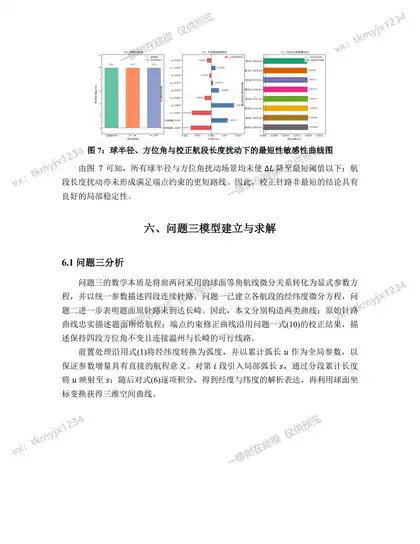 图 7：球半径、方位角与校正航段长度扰动下的最短性敏感性曲线图
由图 7 可知，所有球半径与方位角扰动场景均未使 ΔL 降至最短阈值以下；航
段长度扰动亦未形成满足端点约束的更短路线。因此，校正针路非最短的结论具有
良好的局部稳定性。
六、问题三模型建立与求解
6.1 问题三分析
问题三的数学本质是将前两问采用的球面等角航线微分关系转化为显式参数方
程，并以统一参数描述四段连续针路。问题一已建立各航段的经纬度微分方程，问
题二进一步表明题面原针路未到达长崎。因此，本文分别构造两类曲线：原始针路
曲线忠实描述题面所给航程；端点约束修正曲线沿用问题一式(10)的校正结果，描
述保持四段方位角不变且连接温州与长崎的可行线路。
前置处理沿用式(1)将经纬度转换为弧度，并以累计弧长 u 作为全局参数，以
保证参数增量具有直接的航程意义。对第 i 段引入局部弧长 s，通过分段累计长度
将 u 映射至 s；随后对式(6)逐项积分，得到经度与纬度的解析表达，再利用球面坐
标变换获得三维空间曲线。
vx: tkmyjx1234
一棵树在建模 仅供预览